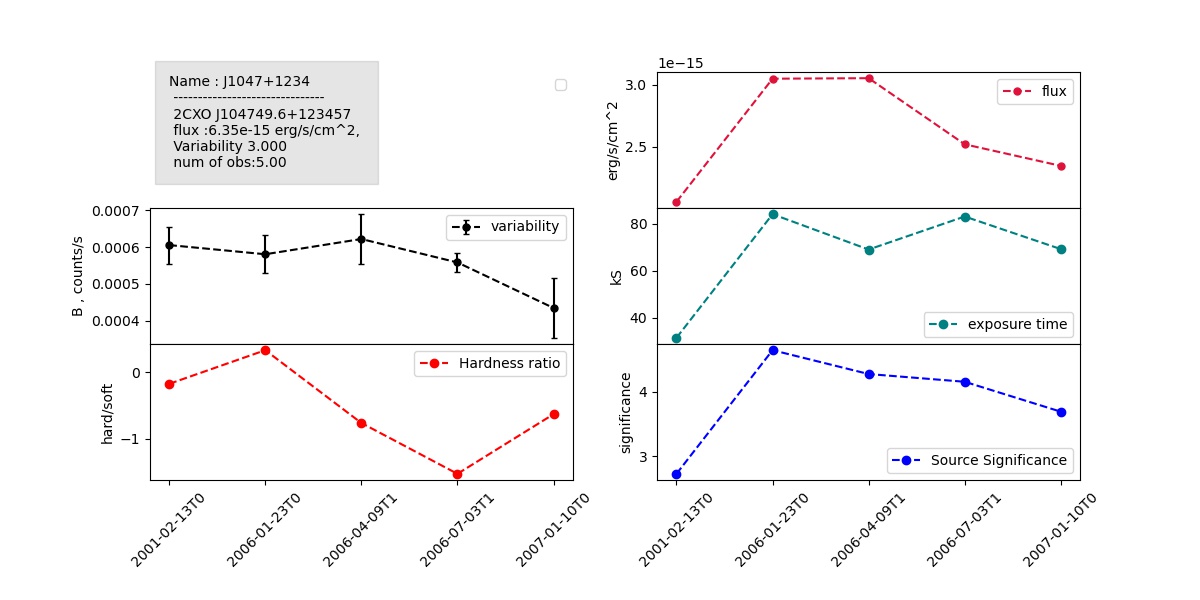 Name : J1047+1234
-------------------------------
2CXO J104749.6+123457
flux :6.35e-15 erg/s/cm^2,
Variability 3.000
num of obs:5.00
0.0007
0.0006
0.0005
0.0004
B , counts/s
variability
0
−1
hard/soft
Hardness ratio
2001-02-13T0
2006-01-23T0
2006-04-09T1
2006-07-03T1
2007-01-10T0
1e−15
3.0
2.5
erg/s/cm^2
flux
80
60
40
kS
exposure time
4
3
significance
Source Significance
2001-02-13T0
2006-01-23T0
2006-04-09T1
2006-07-03T1
2007-01-10T0